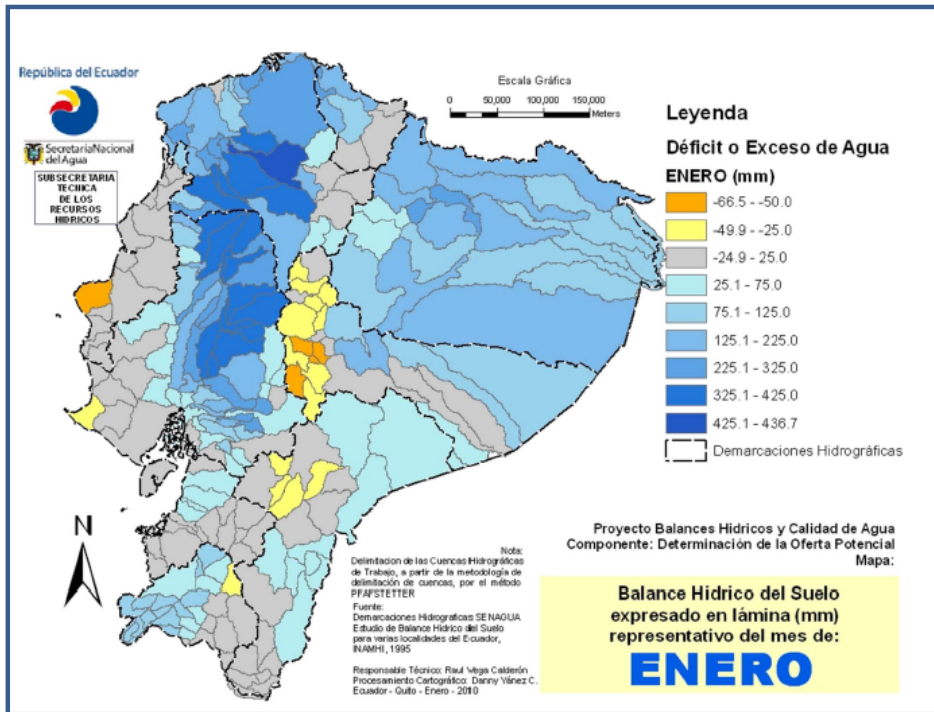 República del Ecuador
Secretaría Nacional
del Agua
SUBSECRETARIA
TECNICA
DE LOS
RECURSOS
HIDRICOS
Escala Gráfica
0 50,000 100,000 150,000
Meters
Leyenda
Déficit o Exceso de Agua
ENERO (mm)
-66.5 - -50.0
-49.9 - -25.0
-24.9 - 25.0
25.1 - 75.0
75.1 - 125.0
125.1 - 225.0
225.1 - 325.0
325.1 - 425.0
425.1 - 436.7
Demarcaciones Hidrográficas
N
Nota:
Delimitacion de las Cuencas Hidrográficas
de Trabajo, a partir de la metodología de
delimitación de cuencas, por el método
PFAFSTETTER
Fuente:
Demarcaciones Hidrograficas SENAGUA
Estudio de Balance Hidrico del Suelo
para varias localidades del Ecuador,
INAMHI, 1995
Responsable Técnico: Raul Vega Calderón
Procesamiento Cartográfico: Danny Yánez C.
Ecuador - Quito - Enero - 2010
Proyecto Balances Hidricos y Calidad de Agua
Componente: Determinación de la Oferta Potencial
Mapa:
Balance Hidrico del Suelo
expresado en lámina (mm)
representativo del mes de:
ENERO